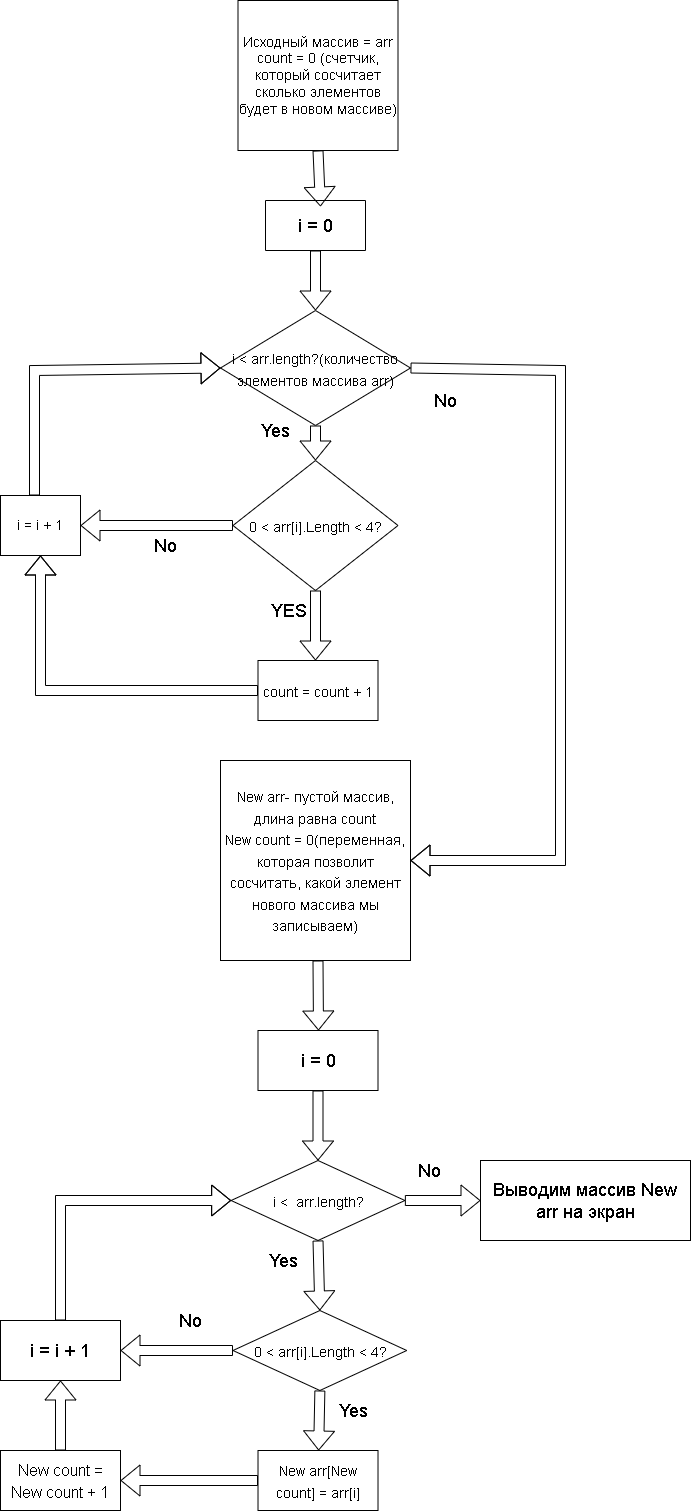 Исходный массив = arr
count = 0 (счетчик,
который сосчитает
сколько элементов
будет в новом массиве)
i = 0
i < arr.length?(количество
элементов массива arr)
No
Yes
i = i + 1
0 < arr[i].Length < 4?
No
YES
count = count + 1
New arr- пустой массив,
длина равна count
New count = 0(переменная,
которая позволит
сосчитать, какой элемент
нового массива мы
записываем)
i = 0
i < arr.length?
No
Выводим массив New
arr на экран
Yes
No
i = i + 1
0 < arr[i].Length < 4?
Yes
New count =
New count + 1
New arr[New
count] = arr[i]